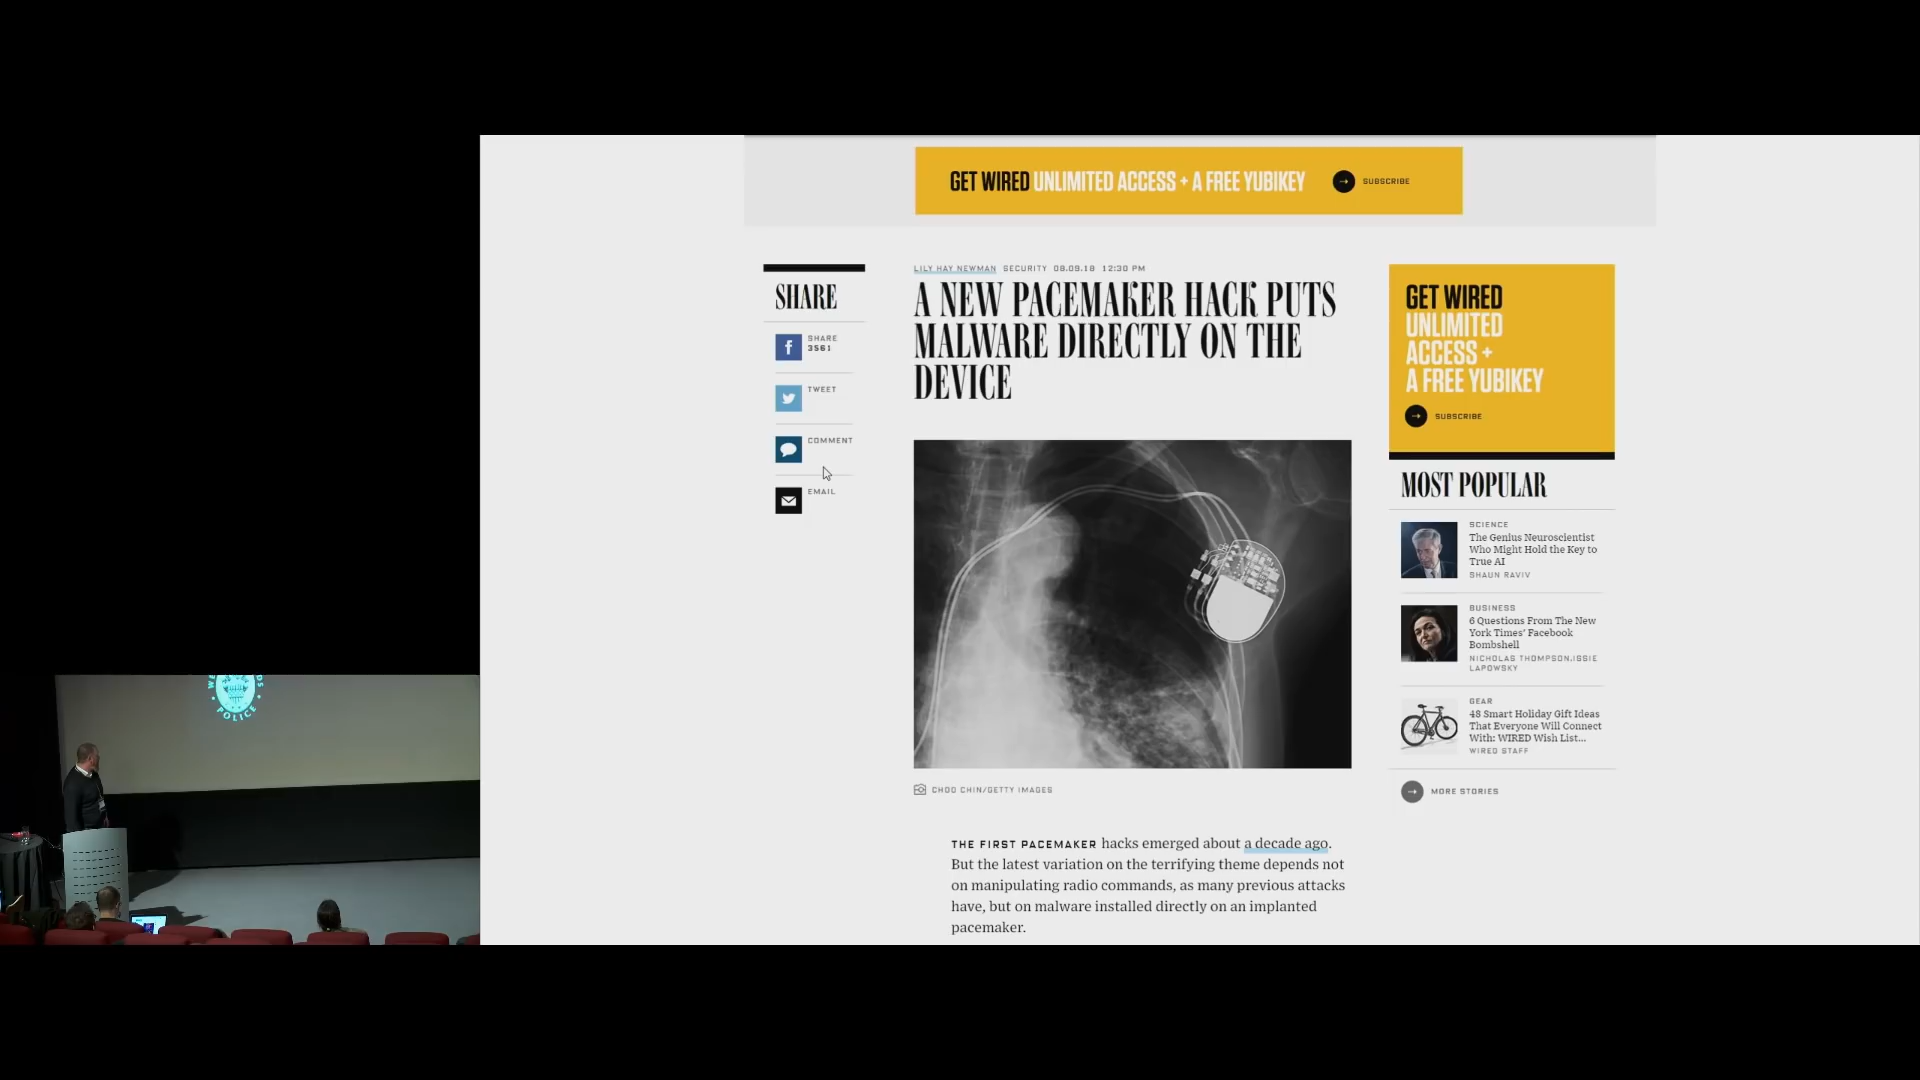 GET WIRED UNLIMITED ACCESS + A FREE YUBIKEY
SUBSCRIBE
SHARE
SHARE
3561
TWEET
COMMENT
EMAIL
LILY HAY NEWMAN SECURITY 08.09.18 12:30 PM
A NEW PACEMAKER HACK PUTS
MALWARE DIRECTLY ON THE
DEVICE
CHOO CHIN/GETTY IMAGES
THE FIRST PACEMAKER hacks emerged about a decade ago.
But the latest variation on the terrifying theme depends not
on manipulating radio commands, as many previous attacks
have, but on malware installed directly on an implanted
pacemaker.
GET WIRED
UNLIMITED
ACCESS +
A FREE YUBIKEY
SUBSCRIBE
MOST POPULAR
SCIENCE
The Genius Neuroscientist
Who Might Hold the Key to
True AI
SHAUN RAVIV
BUSINESS
6 Questions From The New
York Times' Facebook
Bombshell
NICHOLAS THOMPSON,ISSIE
LAPOWSKY
GEAR
48 Smart Holiday Gift Ideas
That Everyone Will Connect
With: WIRED Wish List...
WIRED STAFF
MORE STORIES
POLICE